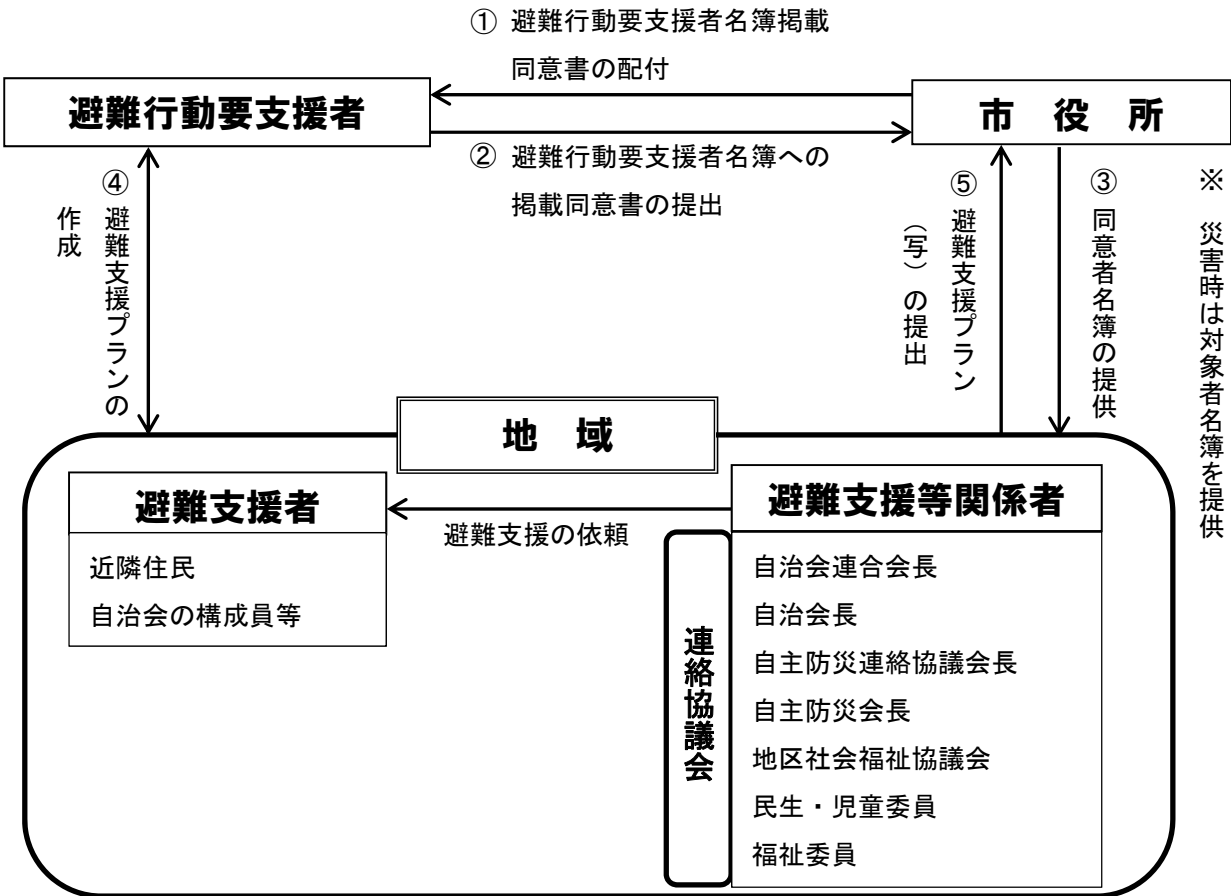 ① 避難行動要支援者名簿掲載
同意書の配付
避難行動要支援者
市 役 所
② 避難行動要支援者名簿への
掲載同意書の提出
④ 避難支援プランの
作成
⑤ 避難支援プラン
（写）の提出
③ 同意者名簿の提供
※ 災害時は対象者名簿を提供
地 域
避難支援者
近隣住民
自治会の構成員等
避難支援の依頼
避難支援等関係者
連絡協議会
自治会連合会長
自治会長
自主防災連絡協議会長
自主防災会長
地区社会福祉協議会
民生・児童委員
福祉委員